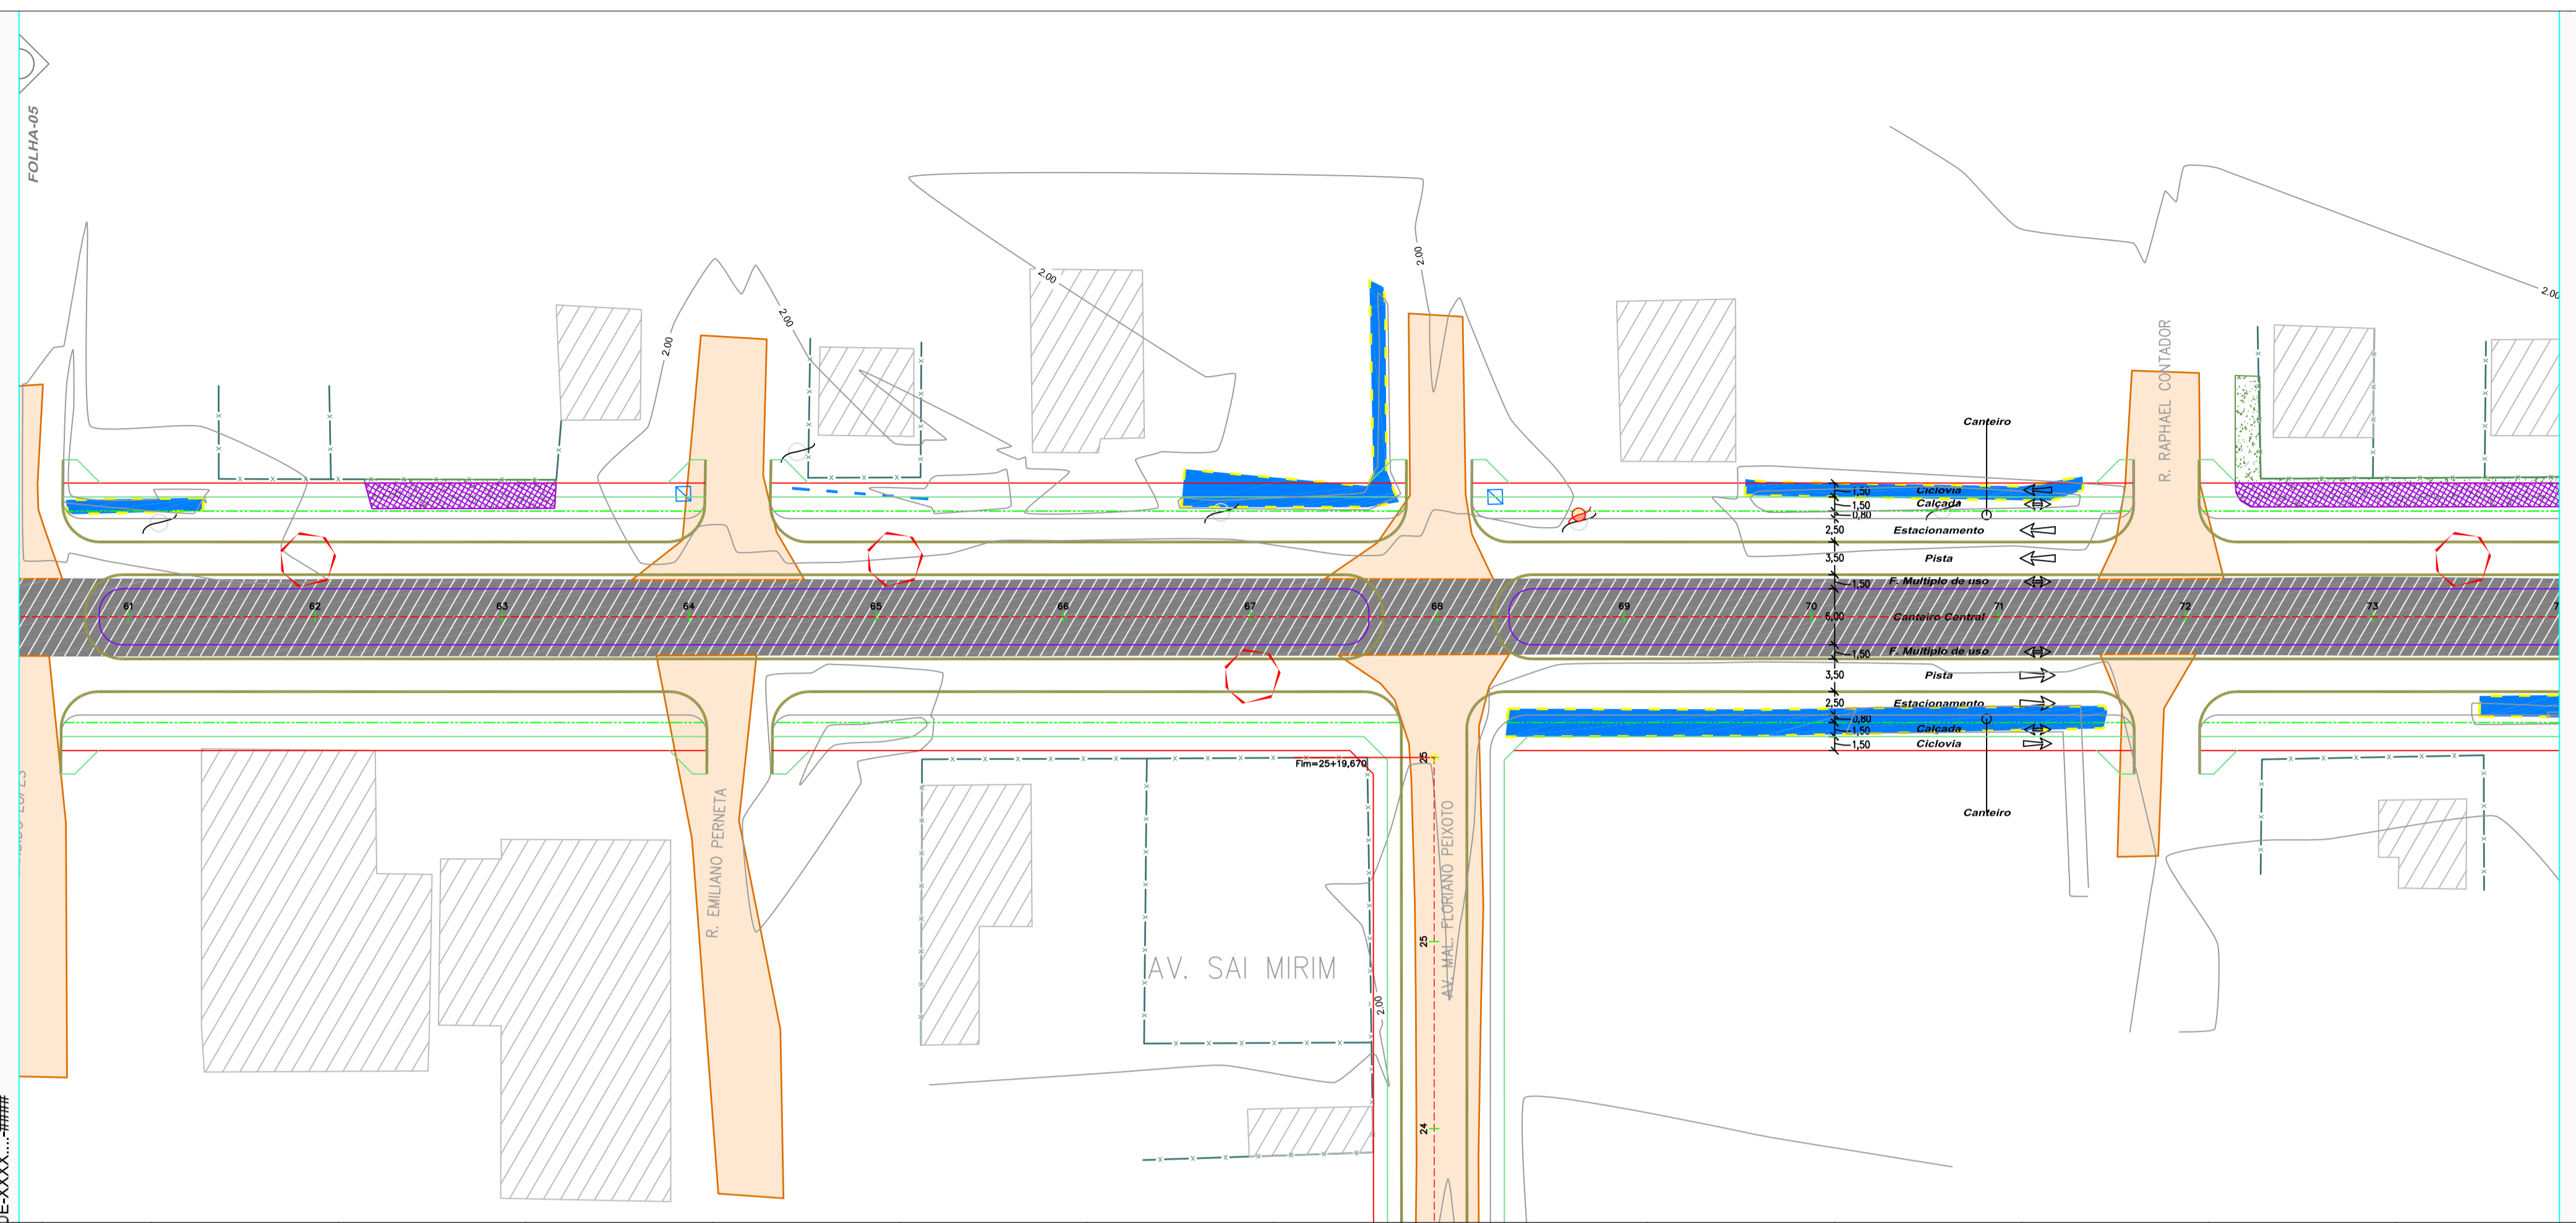 FOLHA-05
2.00
2.00
2.00
2.00
2.00
R. RAPHAEL CONTADOR
Canteiro
1,50 Ciclovia
1,50 Calçada
0,80
2,50 Estacionamento
3,50 Pista
1,50 F. Multiplo de uso
61 62 63 64 65 66 67 68 69 70 71 72 73
6,00 Canteiro Central
1,50 F. Multiplo de uso
3,50 Pista
2,50 Estacionamento
0,80
1,50 Calçada
1,50 Ciclovia
Canteiro
Fim=25+19,670
25
R. EMILIANO PERNETA
AV. MAL. FLORIANO PEIXOTO
25
AV. SAI MIRIM
2.00
24